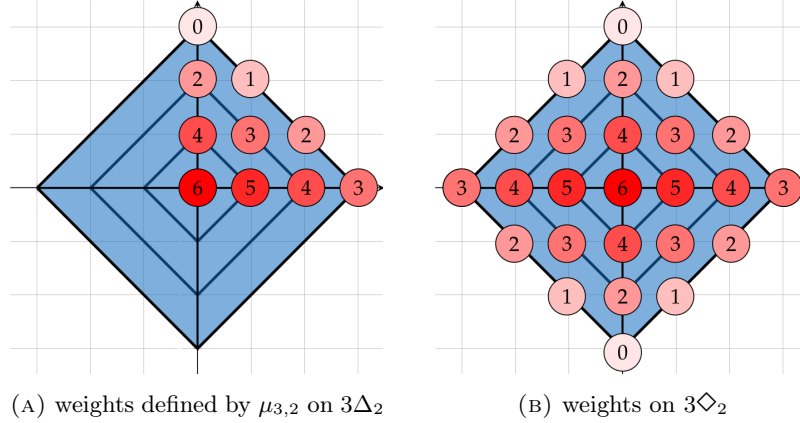 0 0
2 1 1 2 1
4 3 2 2 3 4 3 2
6 5 4 3 3 4 5 6 5 4 3
2 3 4 3 2
1 2 1
0
(A) weights defined by μ₃,₂ on 3Δ₂ (B) weights on 3◇₂